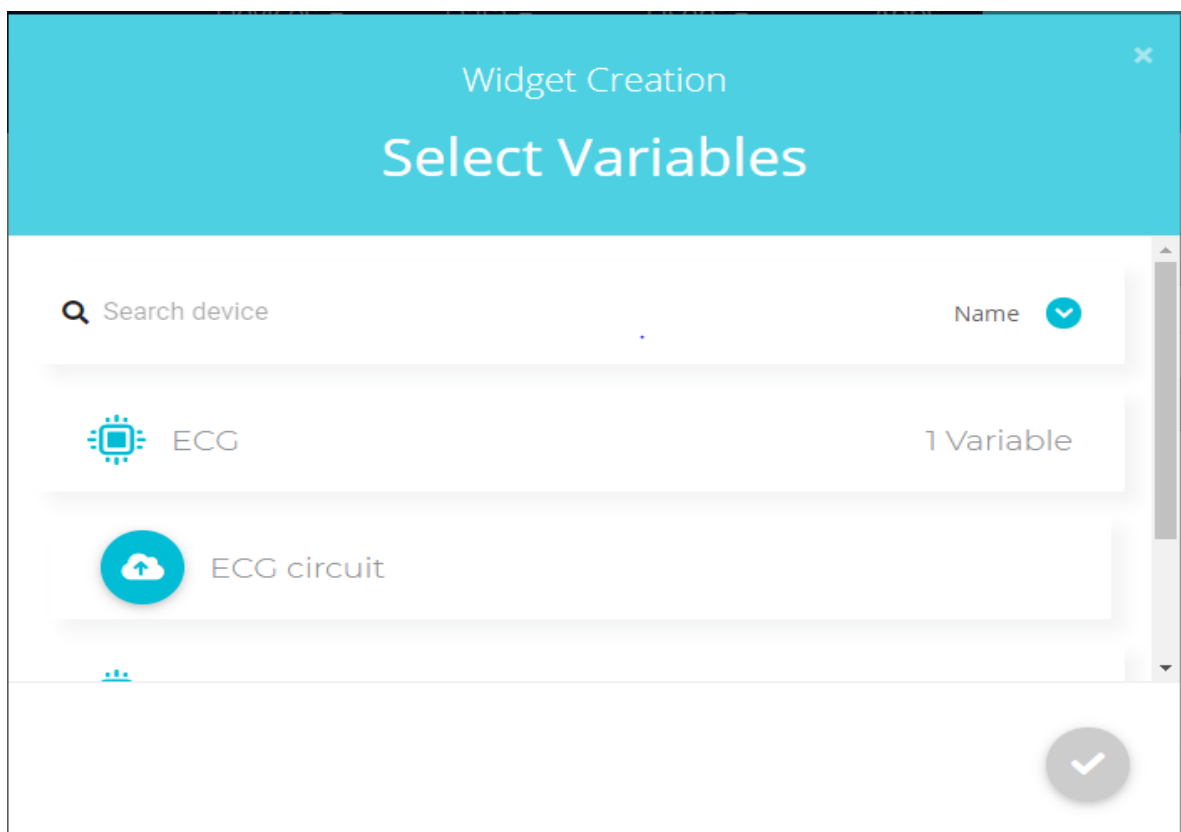 Widget Creation
Select Variables
Search device
Name
ECG
1 Variable
ECG circuit